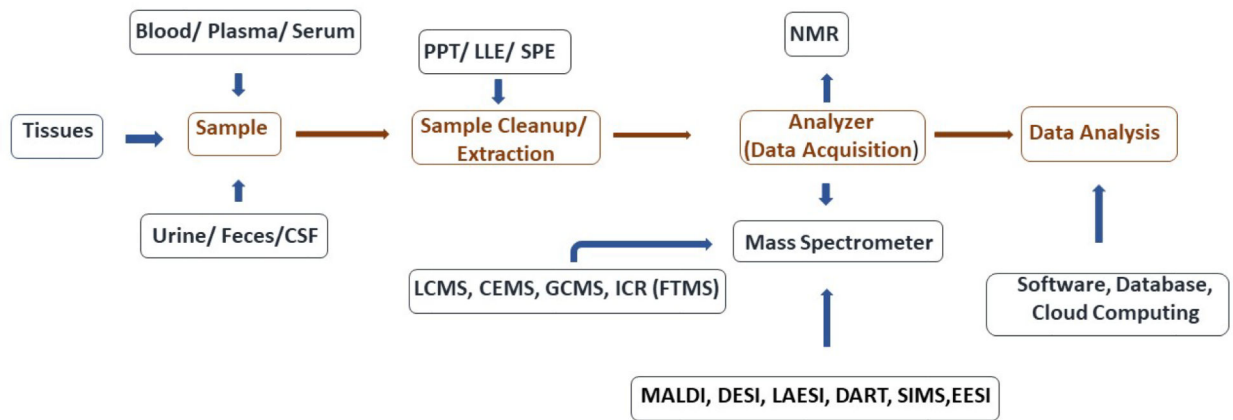 Blood/ Plasma/ Serum
PPT/ LLE/ SPE
NMR
Tissues
Sample
Sample Cleanup/
Extraction
Analyzer
(Data Acquisition)
Data Analysis
Urine/ Feces/CSF
Mass Spectrometer
LCMS, CEMS, GCMS, ICR (FTMS)
Software, Database,
Cloud Computing
MALDI, DESI, LAESI, DART, SIMS,EESI